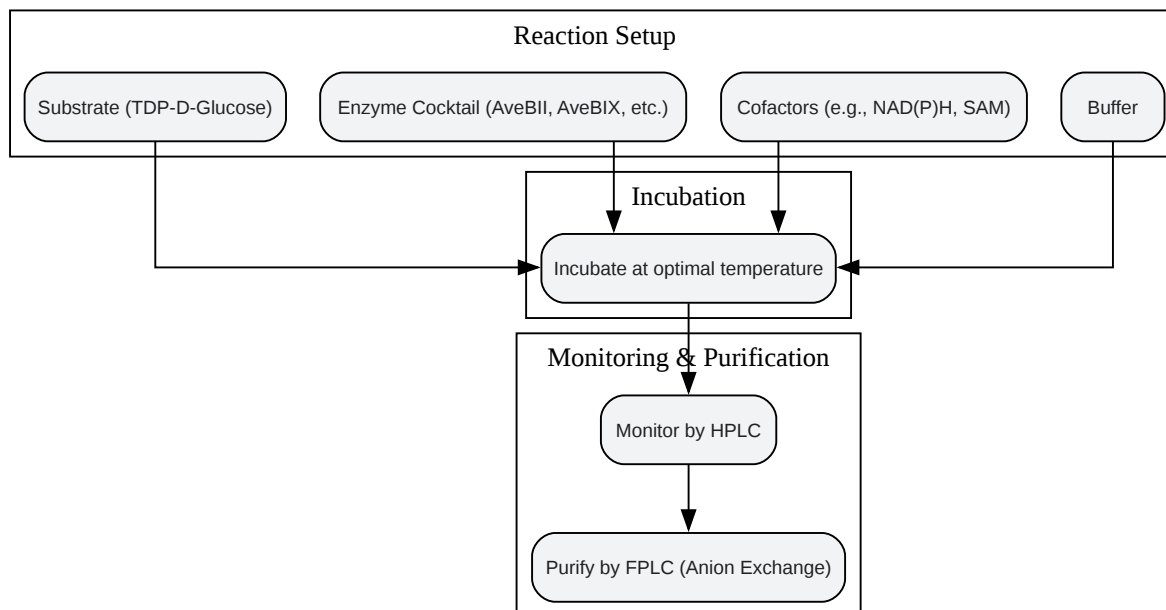 Reaction Setup
Substrate (TDP-D-Glucose)
Enzyme Cocktail (AveBII, AveBIX, etc.)
Cofactors (e.g., NAD(P)H, SAM)
Buffer
Incubation
Incubate at optimal temperature
Monitoring & Purification
Monitor by HPLC
Purify by FPLC (Anion Exchange)